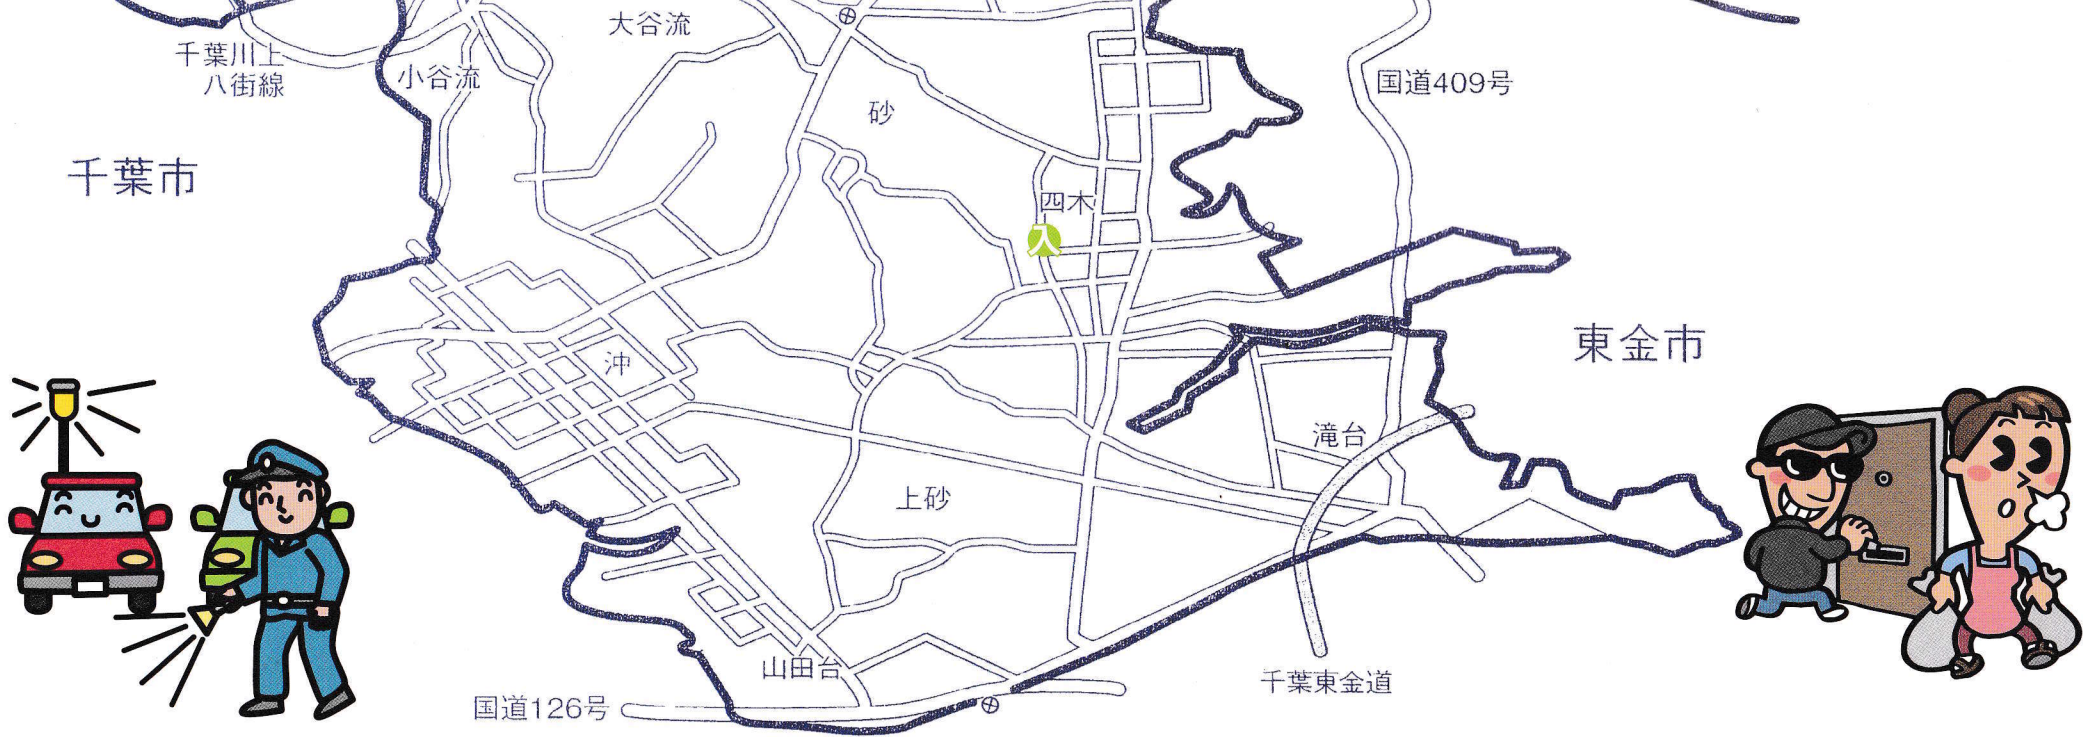 大谷流
千葉川上
八街線
小谷流
国道409号
砂
千葉市
四木
入
東金市
沖
滝台
上砂
山田台
千葉東金道
国道126号